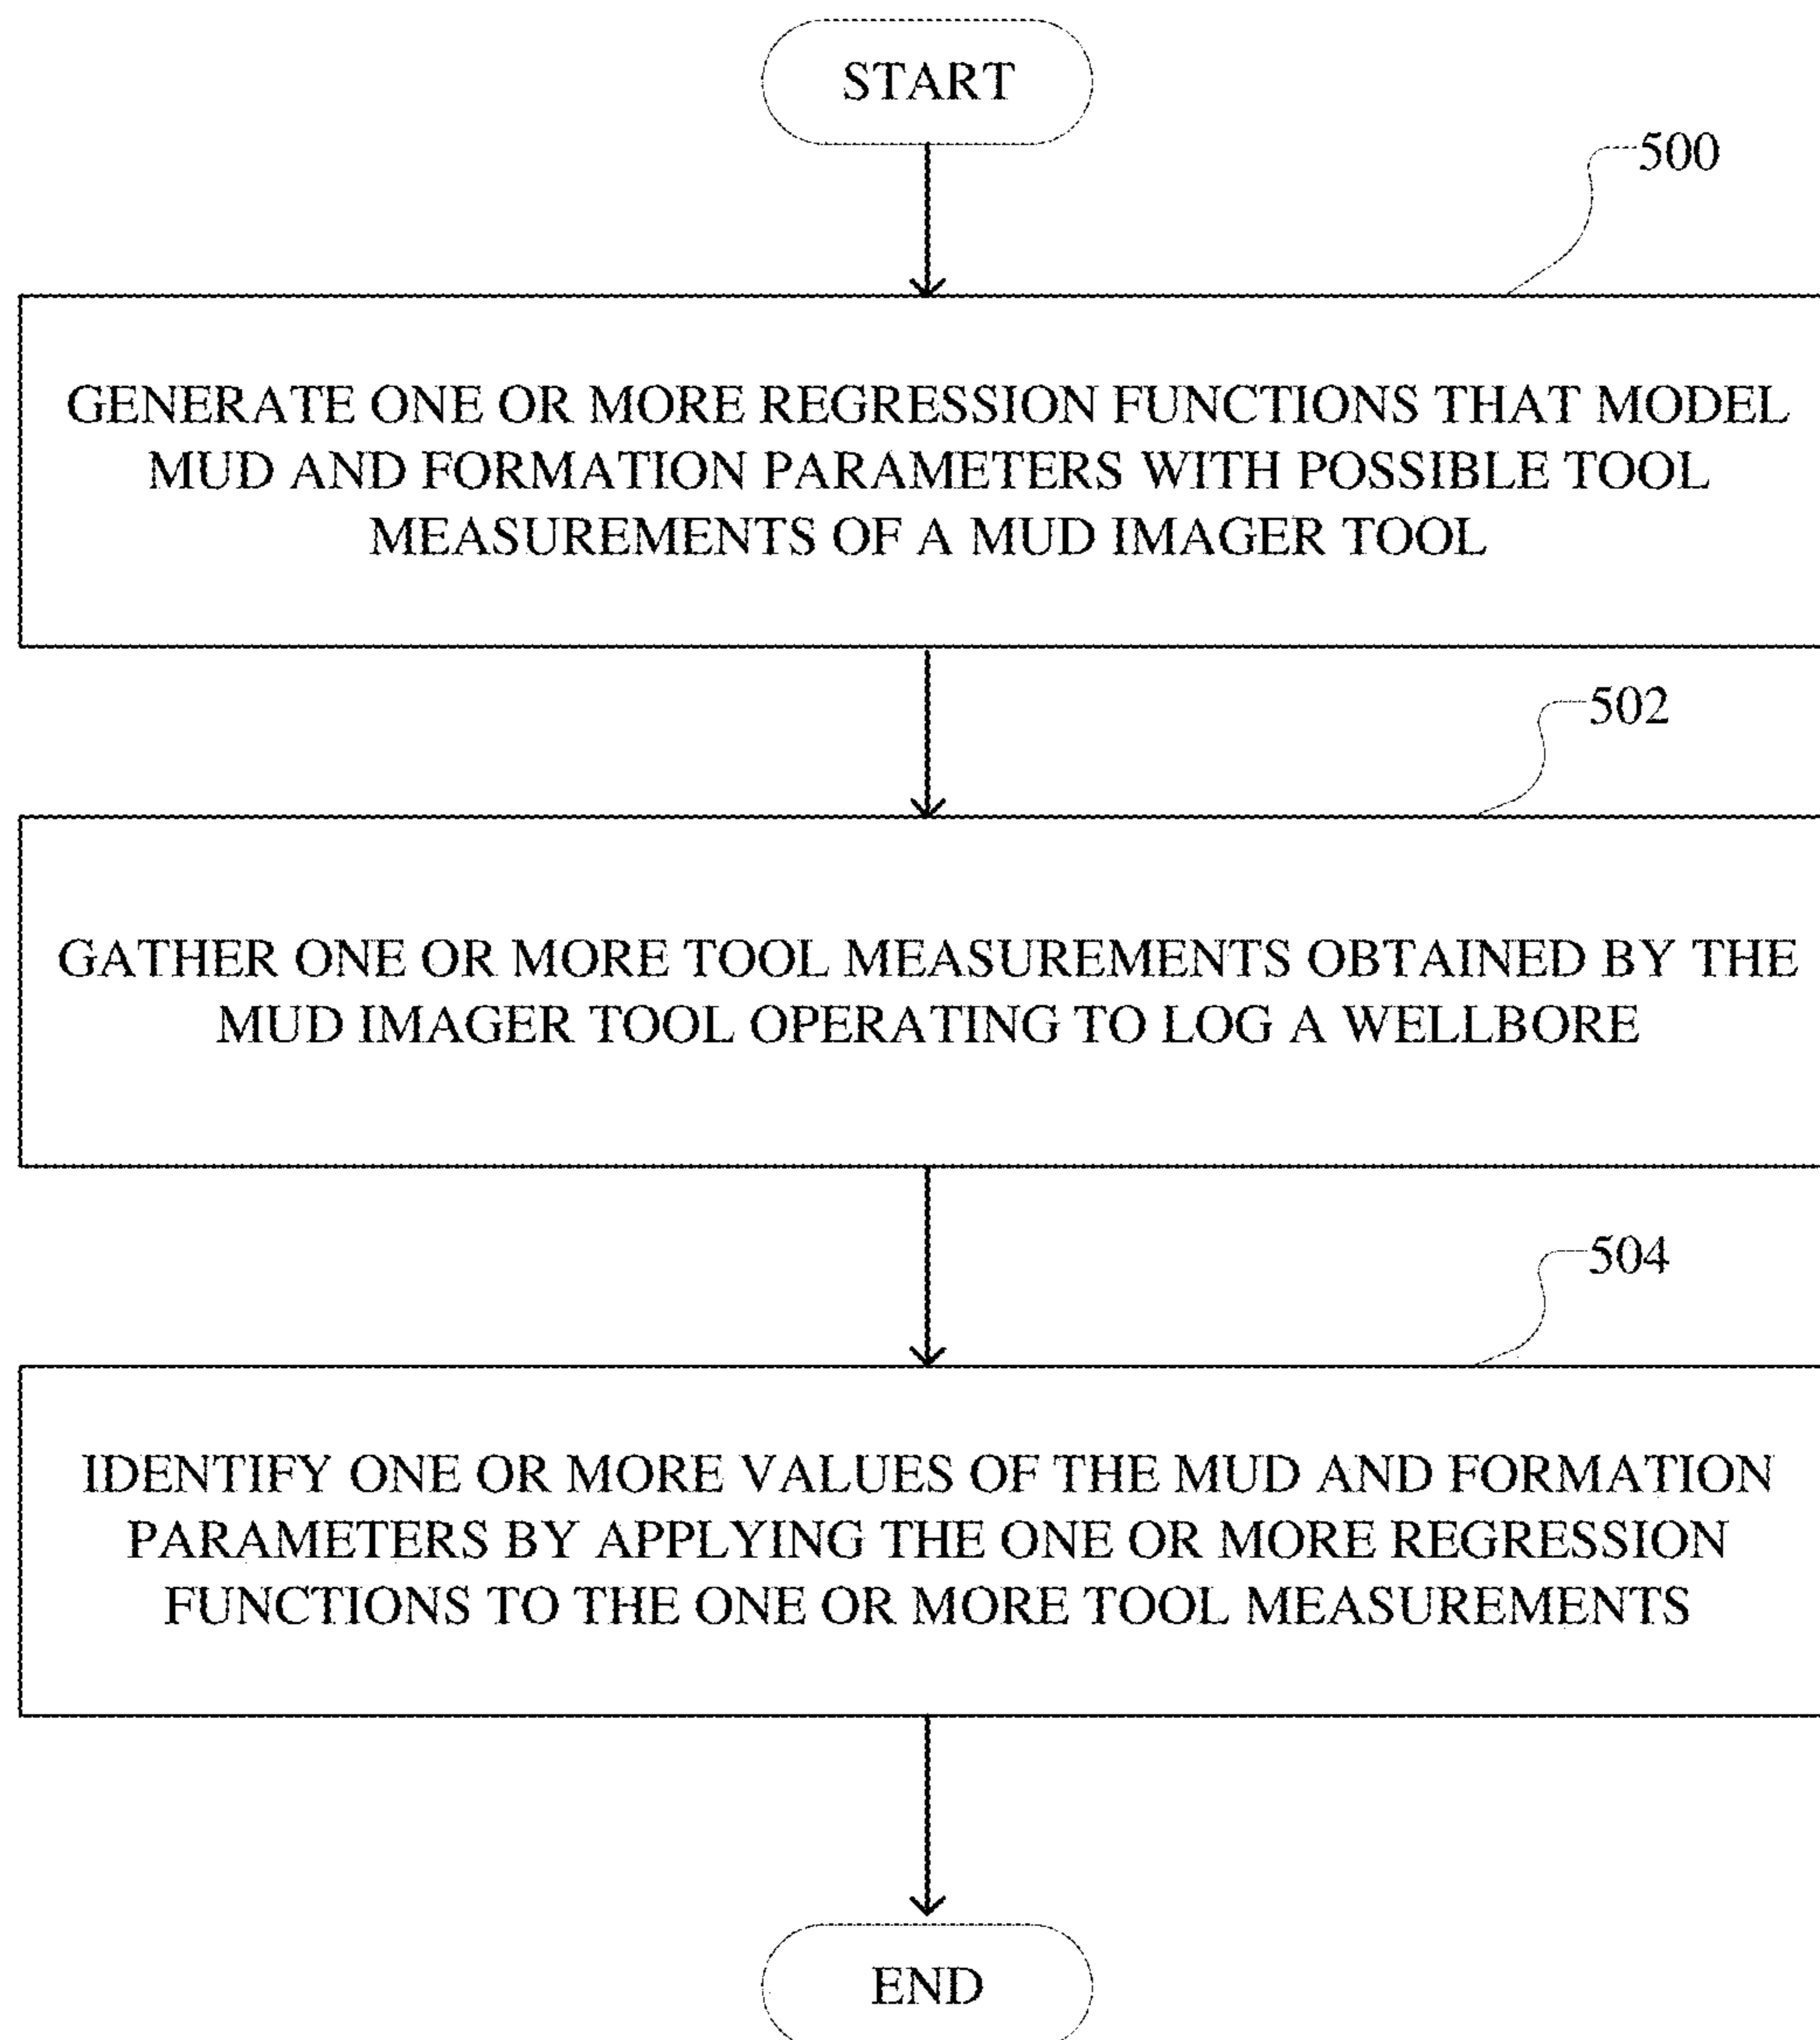 START
500
GENERATE ONE OR MORE REGRESSION FUNCTIONS THAT MODEL
MUD AND FORMATION PARAMETERS WITH POSSIBLE TOOL
MEASUREMENTS OF A MUD IMAGER TOOL
502
GATHER ONE OR MORE TOOL MEASUREMENTS OBTAINED BY THE
MUD IMAGER TOOL OPERATING TO LOG A WELLBORE
504
IDENTIFY ONE OR MORE VALUES OF THE MUD AND FORMATION
PARAMETERS BY APPLYING THE ONE OR MORE REGRESSION
FUNCTIONS TO THE ONE OR MORE TOOL MEASUREMENTS
END